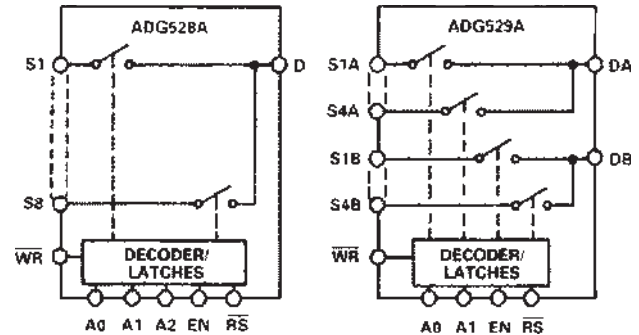 ADG528A
S1
D
S8
WR
DECODER/
LATCHES
A0 A1 A2 EN RS
ADG529A
S1A
DA
S4A
S1B
DB
S4B
WR
DECODER/
LATCHES
A0 A1 EN RS